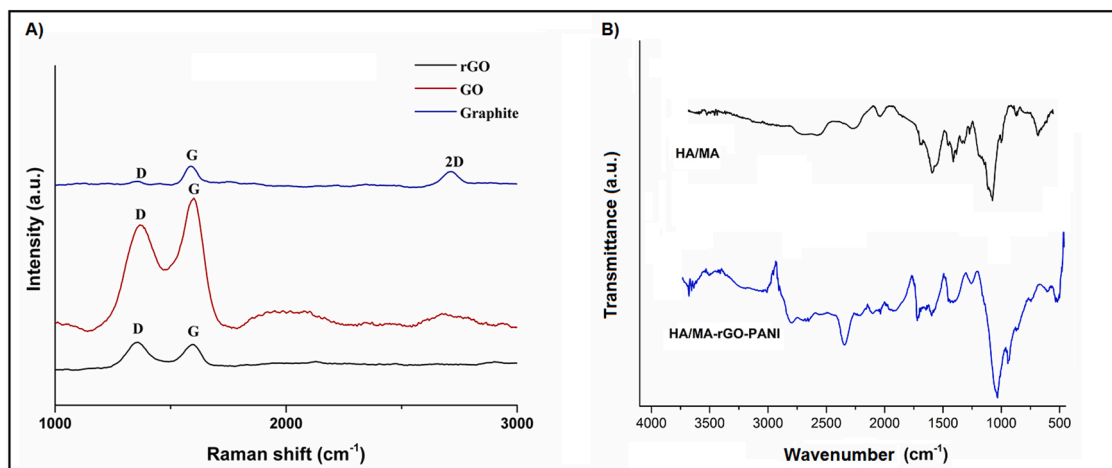 A)
rGO
GO
Graphite
D
G
2D
D
G
D
G
Intensity (a.u.)
1000
2000
3000
Raman shift (cm-1)
B)
HA/MA
HA/MA-rGO-PANI
Transmittance (a.u.)
4000 3500 3000 2500 2000 1500 1000 500
Wavenumber (cm-1)